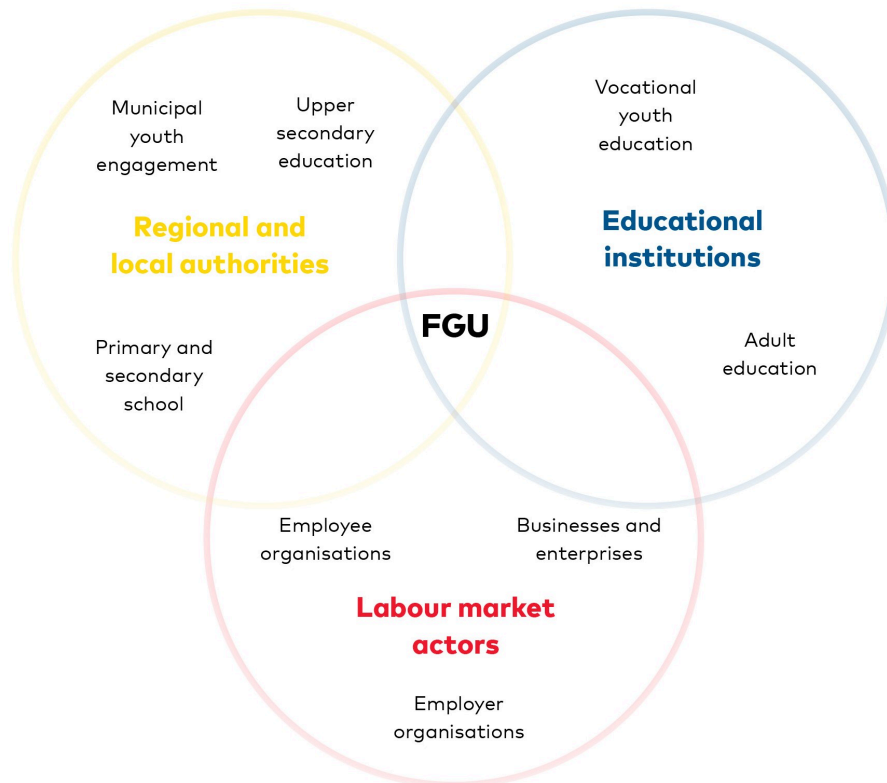 Municipal
youth
engagement
Upper
secondary
education
Vocational
youth
education
Regional and
local authorities
Educational
institutions
FGU
Primary and
secondary
school
Adult
education
Employee
organisations
Businesses and
enterprises
Labour market
actors
Employer
organisations